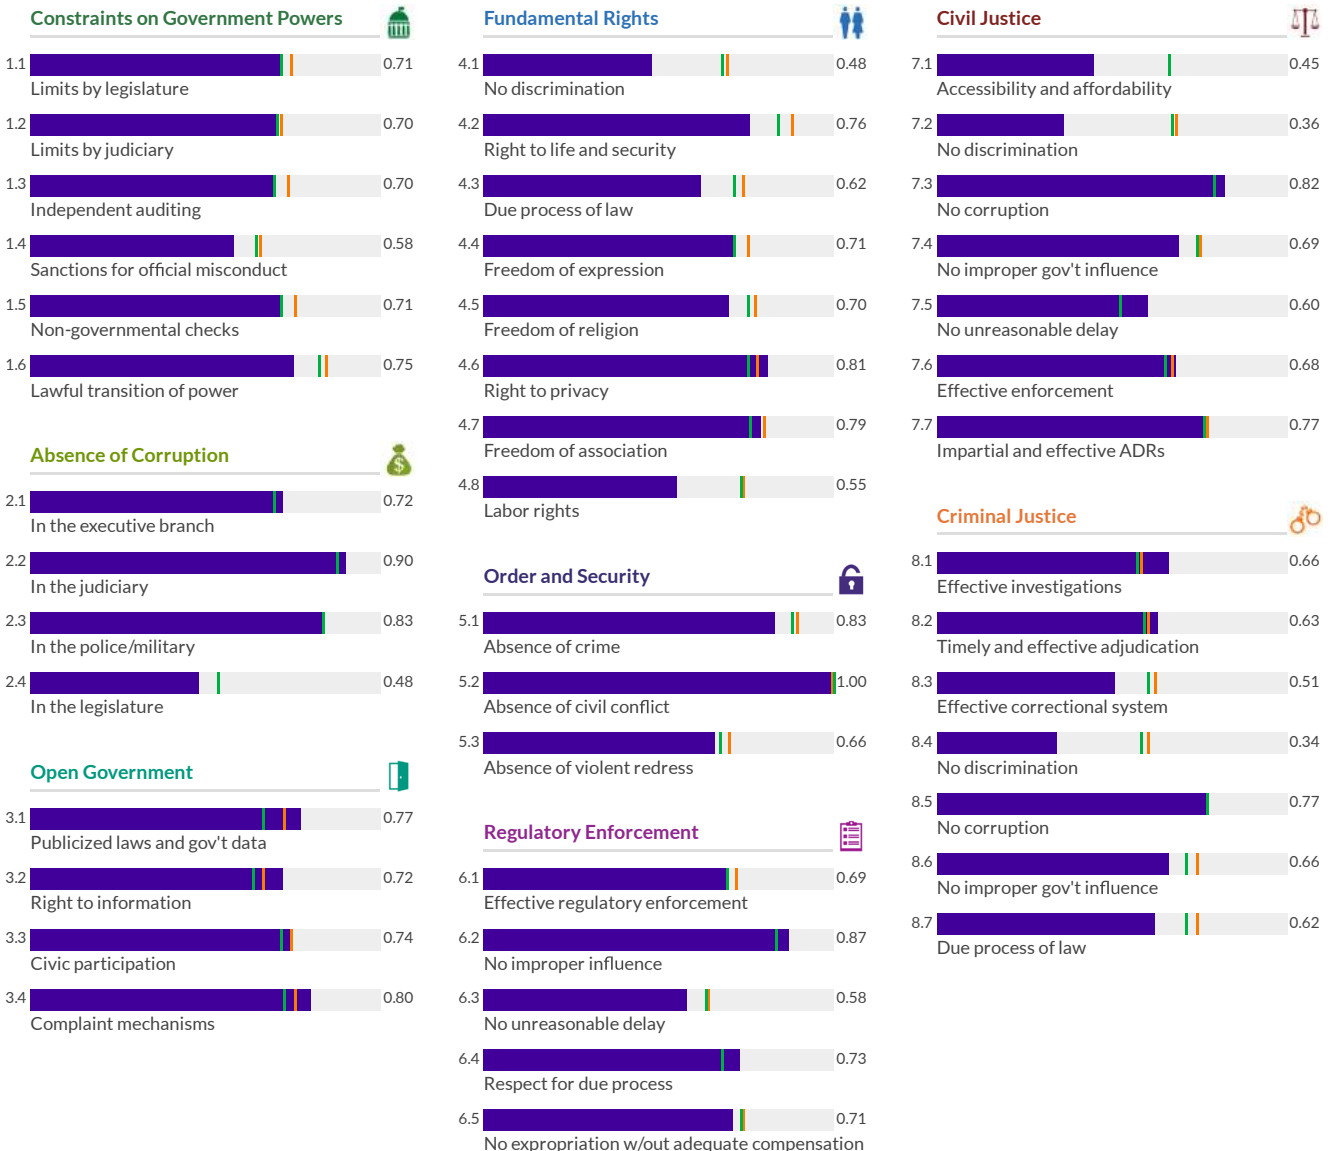 Constraints on Government Powers
1.1 0.71
Limits by legislature
1.2 0.70
Limits by judiciary
1.3 0.70
Independent auditing
1.4 0.58
Sanctions for official misconduct
1.5 0.71
Non-governmental checks
1.6 0.75
Lawful transition of power
Absence of Corruption
2.1 0.72
In the executive branch
2.2 0.90
In the judiciary
2.3 0.83
In the police/military
2.4 0.48
In the legislature
Open Government
3.1 0.77
Publicized laws and gov't data
3.2 0.72
Right to information
3.3 0.74
Civic participation
3.4 0.80
Complaint mechanisms
Fundamental Rights
4.1 0.48
No discrimination
4.2 0.76
Right to life and security
4.3 0.62
Due process of law
4.4 0.71
Freedom of expression
4.5 0.70
Freedom of religion
4.6 0.81
Right to privacy
4.7 0.79
Freedom of association
4.8 0.55
Labor rights
Order and Security
5.1 0.83
Absence of crime
5.2 1.00
Absence of civil conflict
5.3 0.66
Absence of violent redress
Regulatory Enforcement
6.1 0.69
Effective regulatory enforcement
6.2 0.87
No improper influence
6.3 0.58
No unreasonable delay
6.4 0.73
Respect for due process
6.5 0.71
No expropriation w/out adequate compensation
Civil Justice
7.1 0.45
Accessibility and affordability
7.2 0.36
No discrimination
7.3 0.82
No corruption
7.4 0.69
No improper gov't influence
7.5 0.60
No unreasonable delay
7.6 0.68
Effective enforcement
7.7 0.77
Impartial and effective ADRs
Criminal Justice
8.1 0.66
Effective investigations
8.2 0.63
Timely and effective adjudication
8.3 0.51
Effective correctional system
8.4 0.34
No discrimination
8.5 0.77
No corruption
8.6 0.66
No improper gov't influence
8.7 0.62
Due process of law